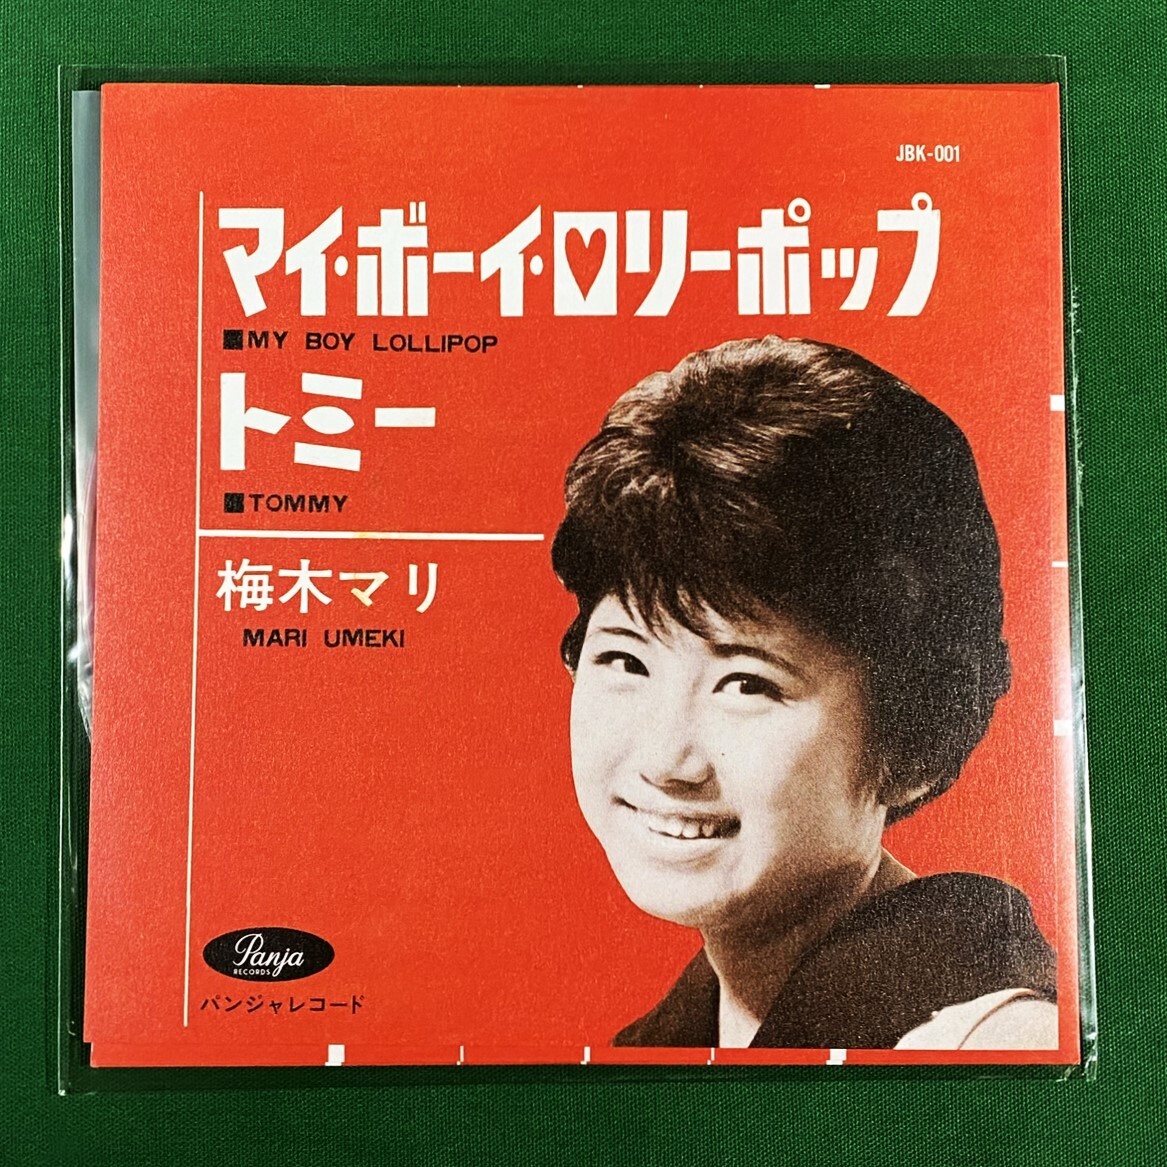 JBK-001
マイ・ボーイ・ロリーポップ
■MY BOY LOLLIPOP
トミー
■TOMMY
梅木マリ
MARI UMEKI
Panja
RECORDS
パンジャレコード